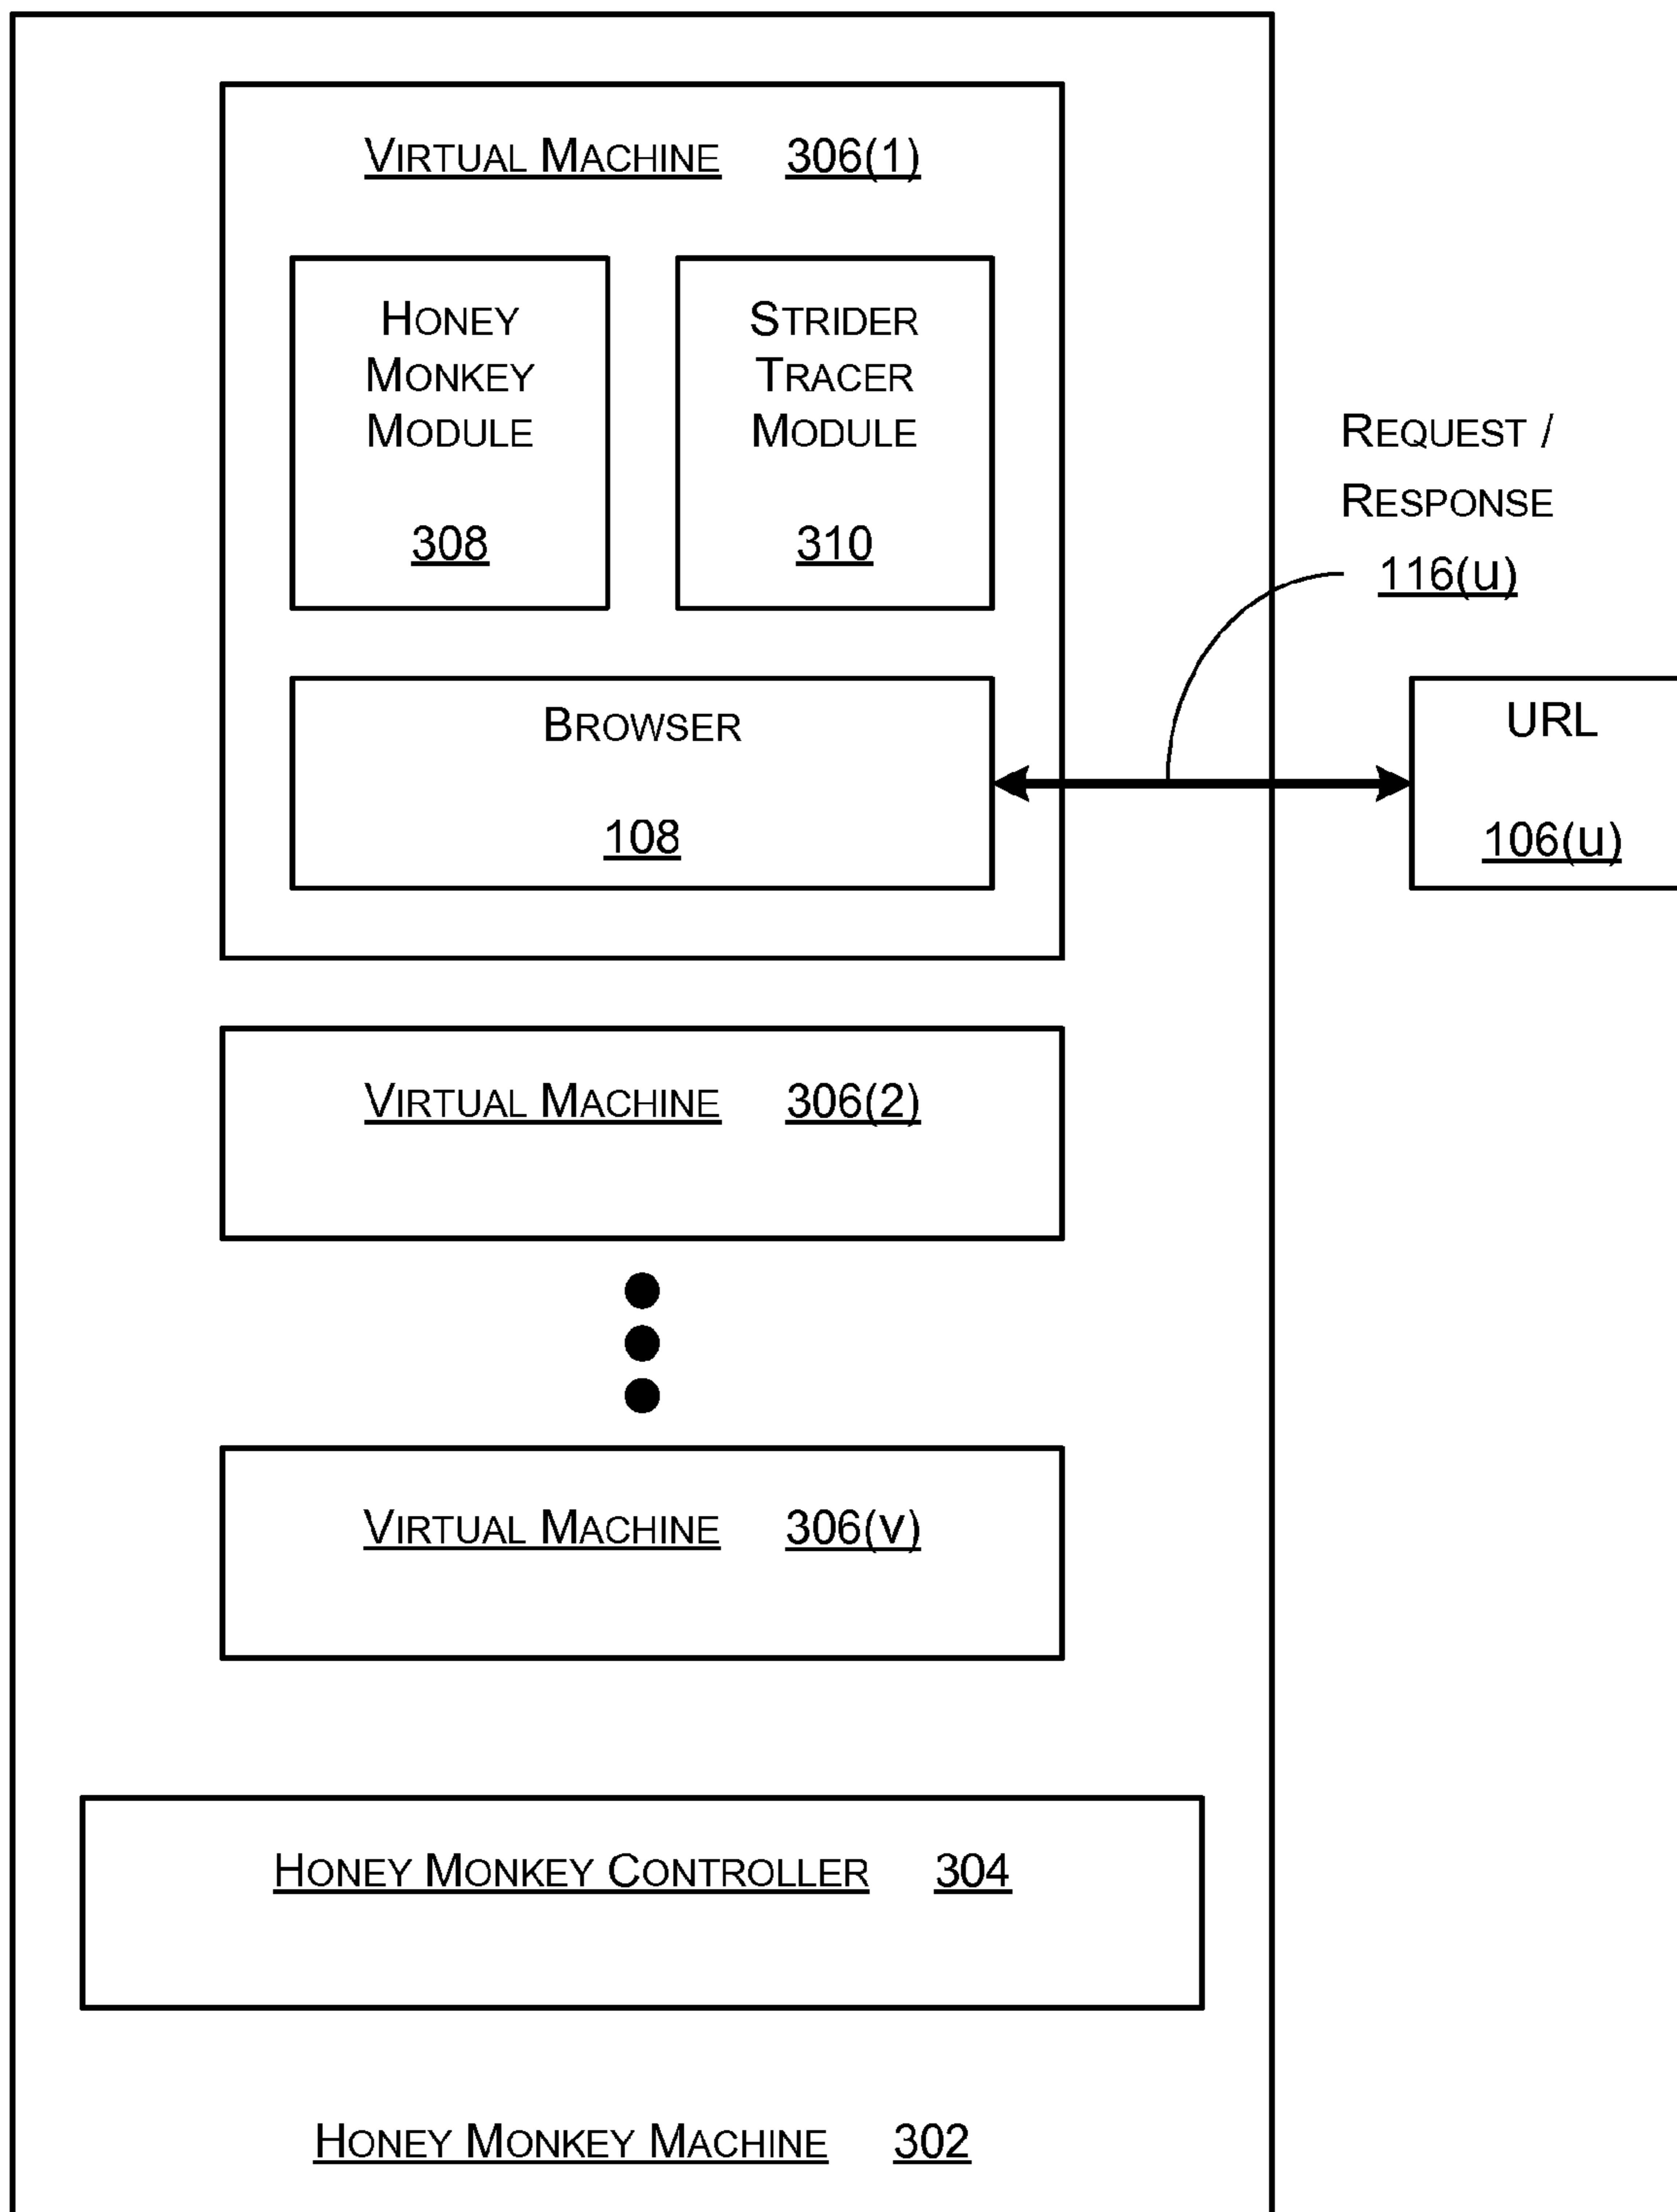 VIRTUAL MACHINE 306(1)
HONEY
MONKEY
MODULE
308
STRIDER
TRACER
MODULE
310
REQUEST /
RESPONSE
116(u)
BROWSER
108
URL
106(u)
VIRTUAL MACHINE 306(2)
VIRTUAL MACHINE 306(v)
HONEY MONKEY CONTROLLER 304
HONEY MONKEY MACHINE 302